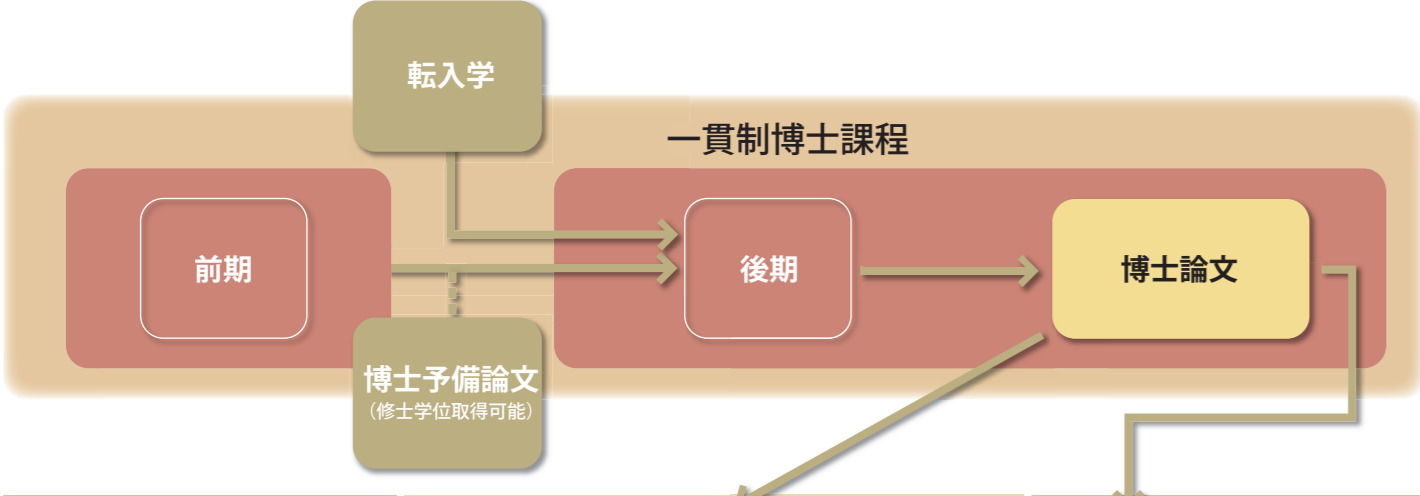 転入学
一貫制博士課程
前期
後期
博士論文
博士予備論文
（修士学位取得可能）